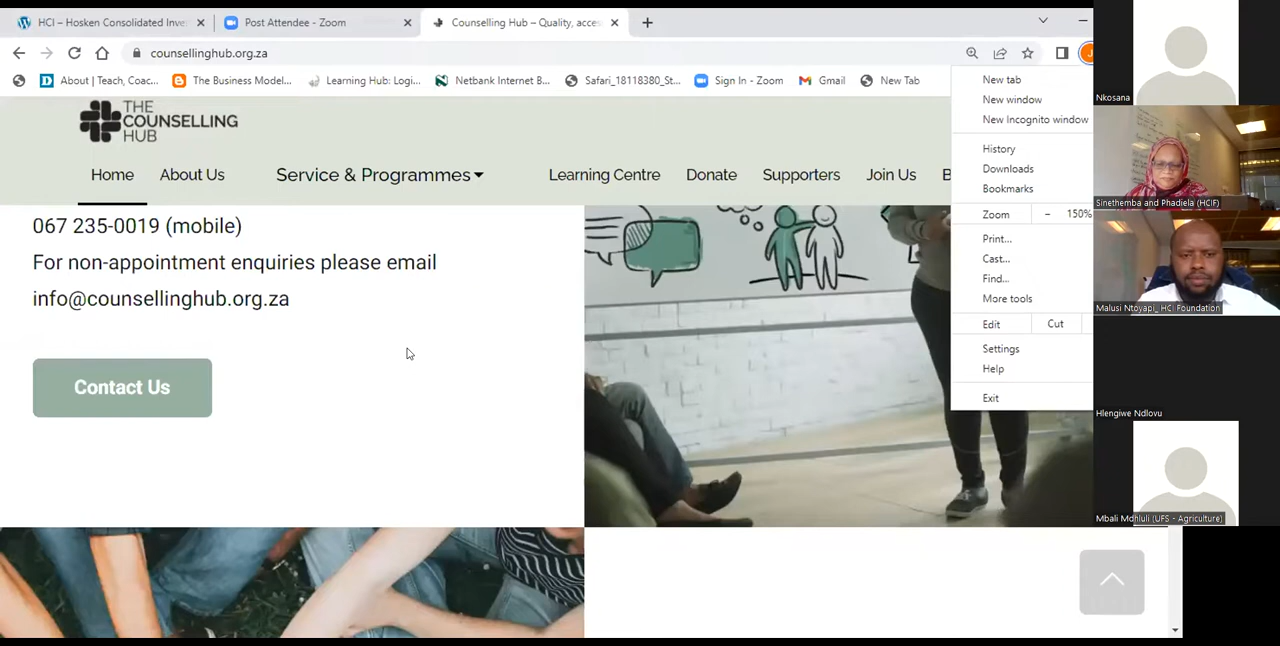 HCI – Hosken Consolidated Inve
Post Attendee - Zoom
Counselling Hub – Quality, acces
counsellinghub.org.za
About | Teach, Coac...
The Business Model...
Learning Hub: Logi...
Netbank Internet B...
Safari_18118380_St...
Sign In - Zoom
Gmail
New Tab
THE
COUNSELLING
HUB
Home
About Us
Service & Programmes
Learning Centre
Donate
Supporters
Join Us
B
067 235-0019 (mobile)
For non-appointment enquiries please email
info@counsellinghub.org.za
Contact Us
New tab
New window
New Incognito window
History
Downloads
Bookmarks
Zoom – 150%
Print...
Cast...
Find...
More tools
Edit Cut
Settings
Help
Exit
Nkosana
Sinethemba and Phadiela (HCIF)
Malusi Ntoyapi_ HCI Foundation
Hlengiwe Ndlovu
Mbali Mdhluli (UFS - Agriculture)